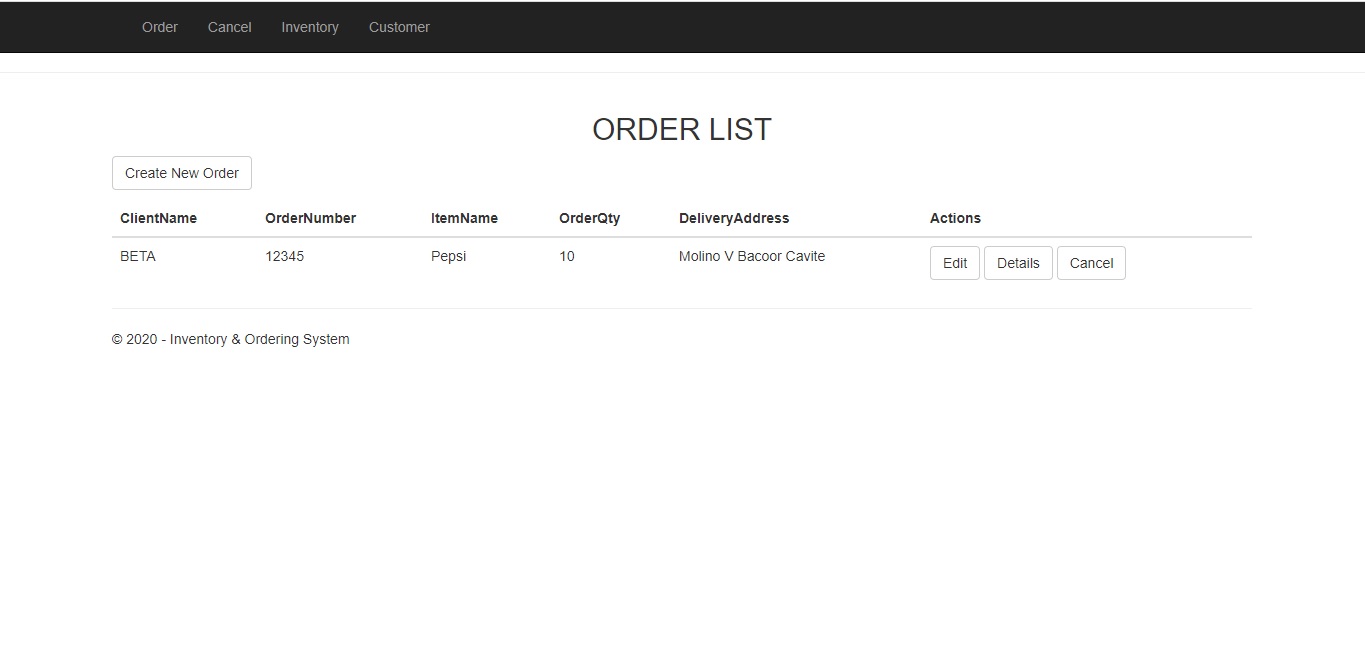 Order Cancel Inventory Customer
ORDER LIST
Create New Order
ClientName OrderNumber ItemName OrderQty DeliveryAddress Actions
BETA 12345 Pepsi 10 Molino V Bacoor Cavite Edit Details Cancel
© 2020 - Inventory & Ordering System